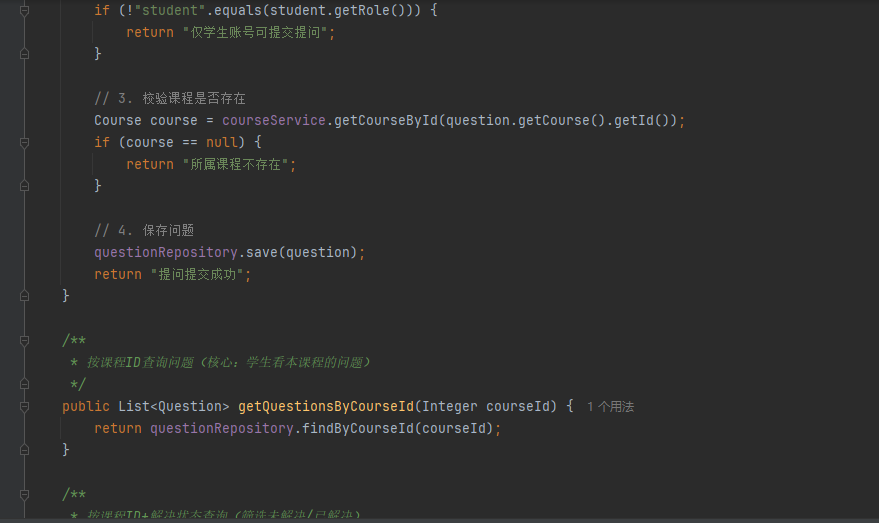 if (!"student".equals(student.getRole())) {
return "仅学生账号可提交提问";
}
// 3. 校验课程是否存在
Course course = courseService.getCourseById(question.getCourse().getId());
if (course == null) {
return "所属课程不存在";
}
// 4. 保存问题
questionRepository.save(question);
return "提问提交成功";
}
/**
* 按课程ID查询问题（核心：学生看本课程的问题）
*/
public List<Question> getQuestionsByCourseId(Integer courseId) { 1 个用法
return questionRepository.findByCourseId(courseId);
}
/**
* 按课程ID+解决状态查询（筛选未解决/已解决）